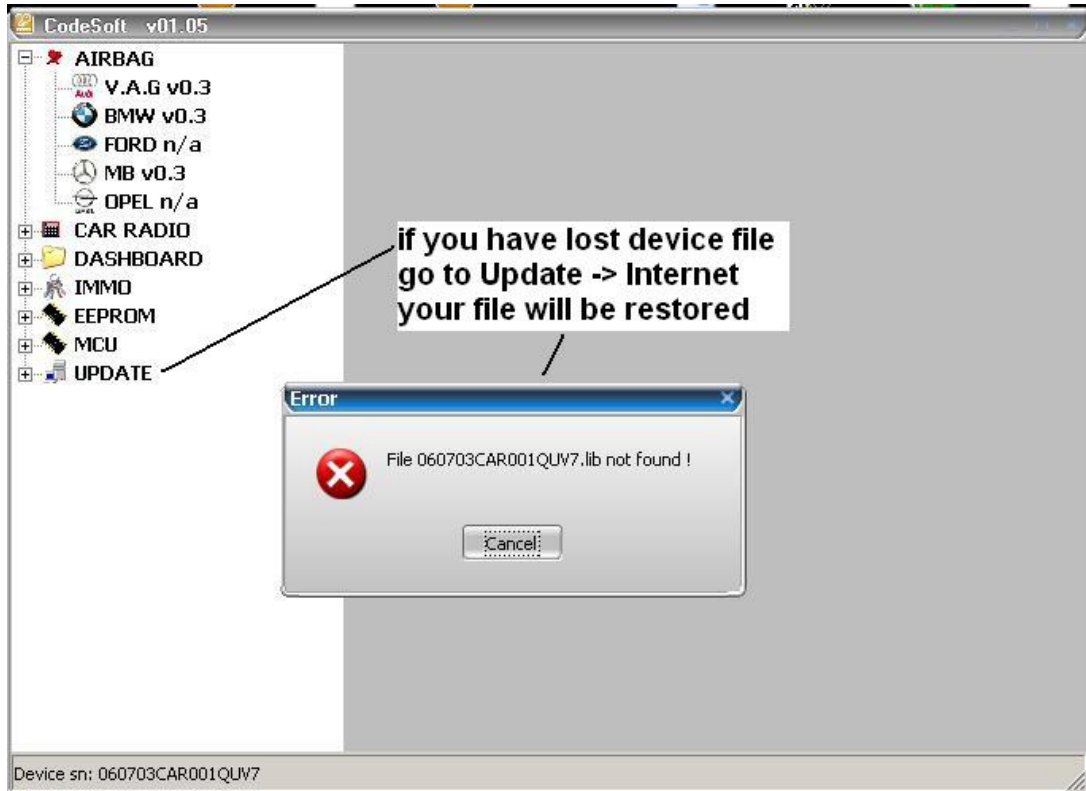 CodeSoft v01.05
AIRBAG
V.A.G v0.3
BMW v0.3
FORD n/a
MB v0.3
OPEL n/a
CAR RADIO
DASHBOARD
IMMO
EEPROM
MCU
UPDATE
if you have lost device file
go to Update -> Internet
your file will be restored
Error
File 060703CAR001QUV7.lib not found !
Cancel
Device sn: 060703CAR001QUV7